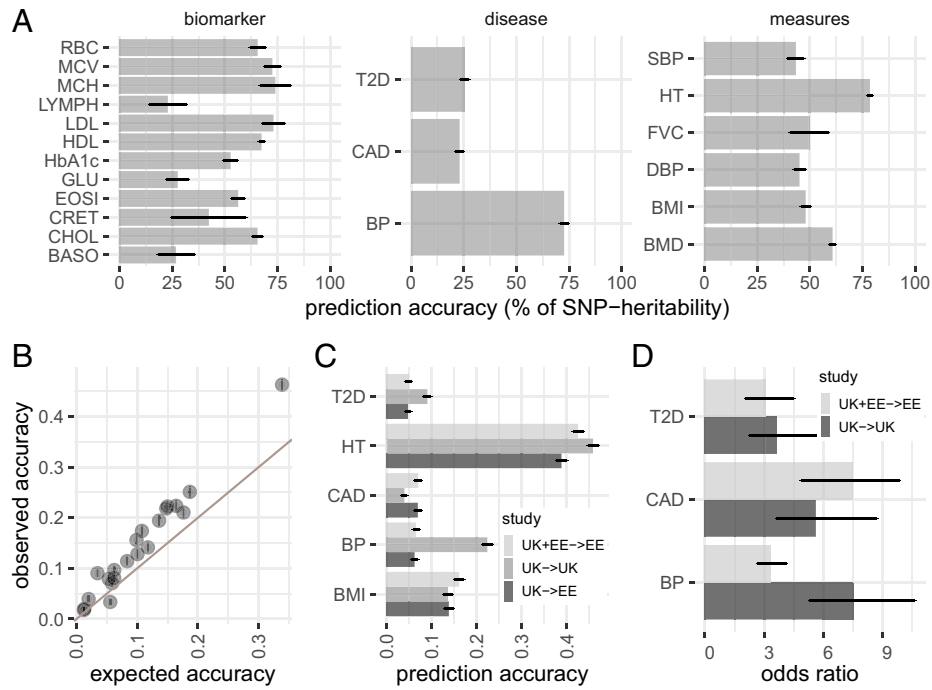 A
biomarker
disease
measures
RBC
MCV
MCH
LYMPH
LDL
HDL
HbA1c
GLU
EOSI
CRET
CHOL
BASO
0 25 50 75 100
T2D
CAD
BP
0 25 50 75 100
SBP
HT
FVC
DBP
BMI
BMD
0 25 50 75 100
prediction accuracy (% of SNP−heritability)
B
observed accuracy
0.4
0.3
0.2
0.1
0.0
0.0 0.1 0.2 0.3
expected accuracy
C
T2D
HT
CAD
BP
BMI
study
UK+EE−>EE
UK−>UK
UK−>EE
0.0 0.1 0.2 0.3 0.4
prediction accuracy
D
study
UK+EE−>EE
UK−>UK
T2D
CAD
BP
0 3 6 9
odds ratio